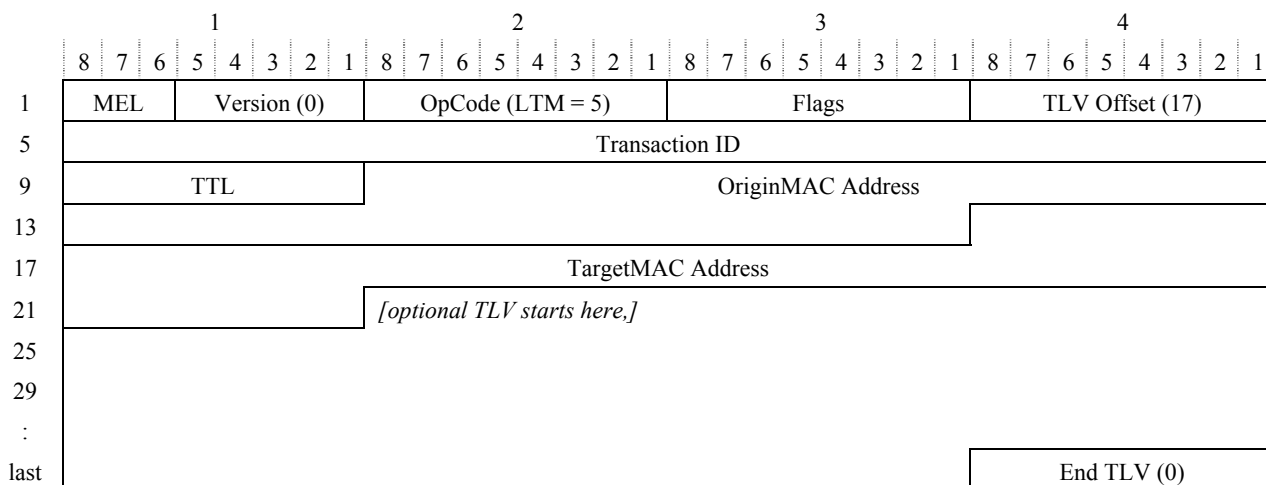 1 2 3 4
8 7 6 5 4 3 2 1 8 7 6 5 4 3 2 1 8 7 6 5 4 3 2 1 8 7 6 5 4 3 2 1
1 MEL Version (0) OpCode (LTM = 5) Flags TLV Offset (17)
5 Transaction ID
9 TTL OriginMAC Address
13
17 TargetMAC Address
21 [optional TLV starts here,]
25
29
:
last End TLV (0)